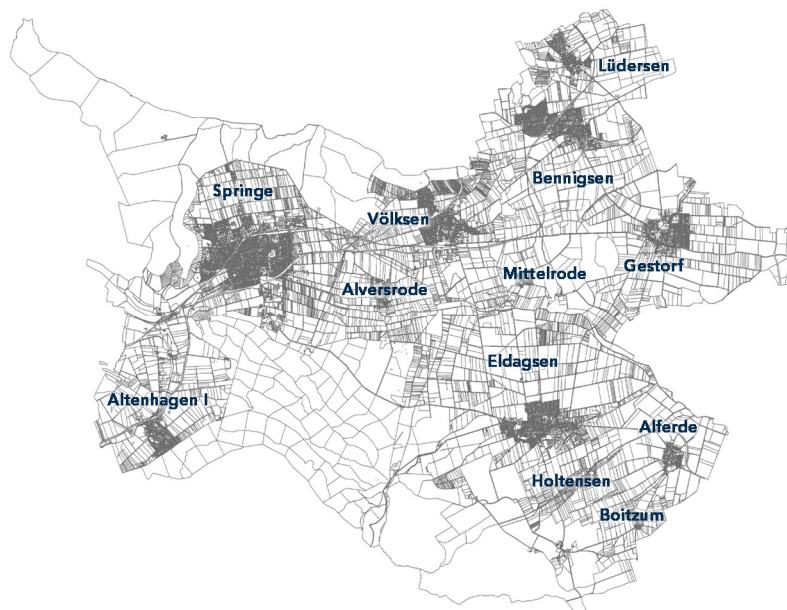 Lüdersen
Bennigsen
Springe
Völksen
Gestorf
Mittelrode
Alversrode
Eldagsen
Altenhagen I
Alferde
Holtensen
Boitzum